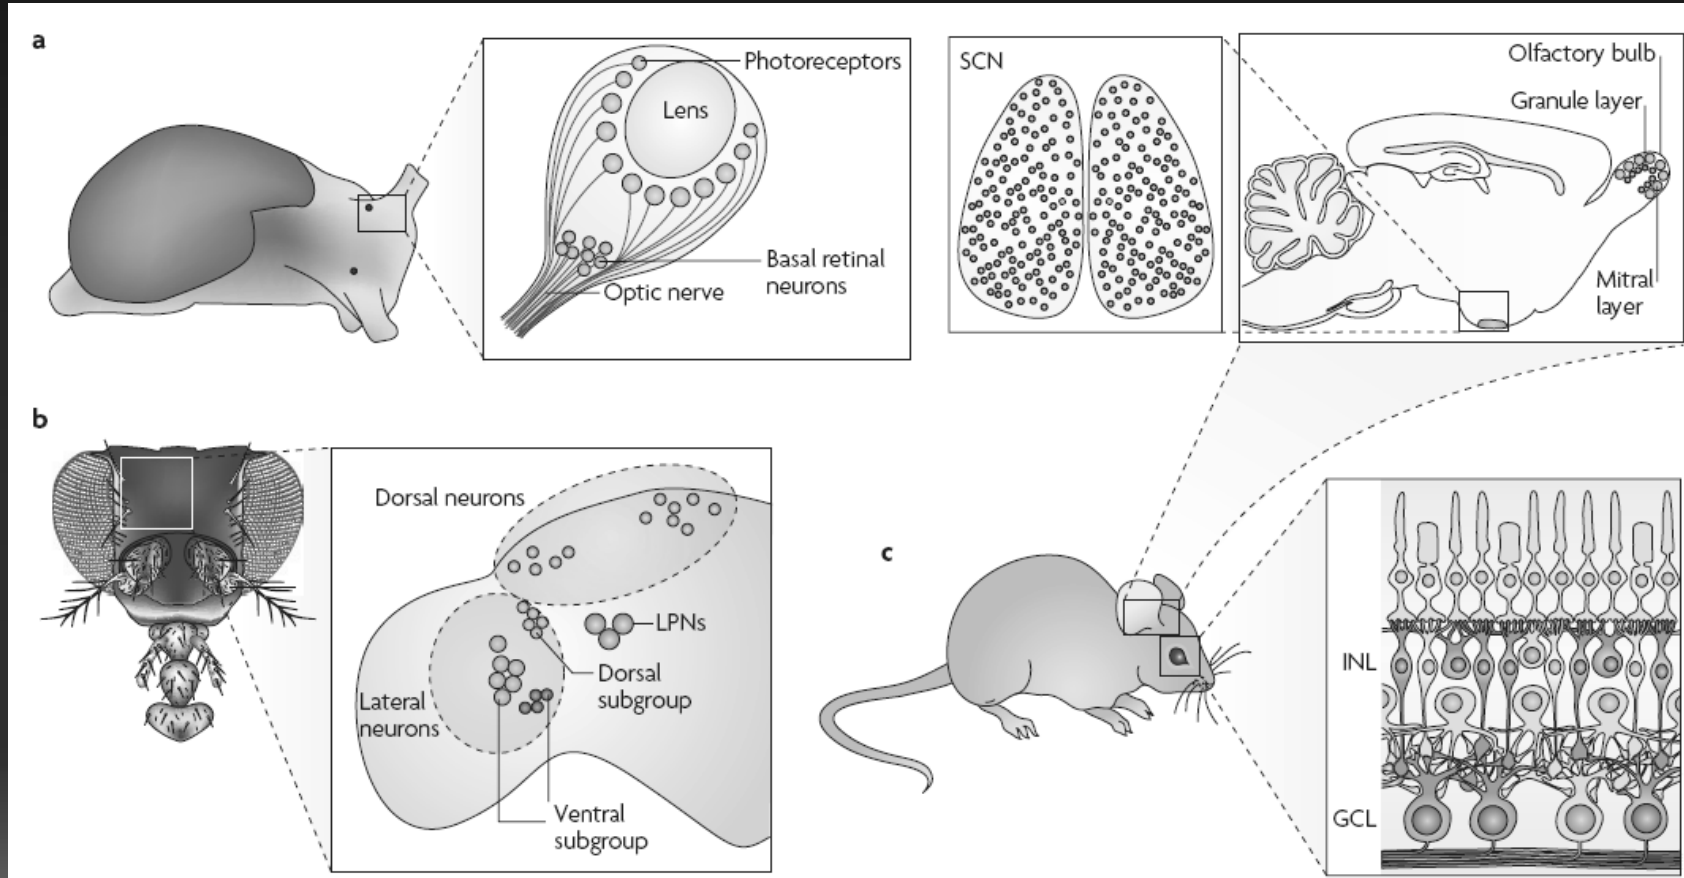 a
Photoreceptors
Lens
Basal retinal
neurons
Optic nerve
SCN
Olfactory bulb
Granule layer
Mitral
layer
b
Dorsal neurons
LPNs
Dorsal
subgroup
Lateral
neurons
Ventral
subgroup
c
INL
GCL